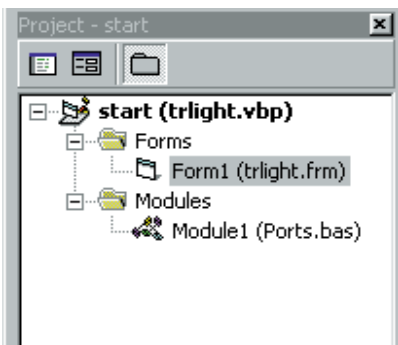 Project - start
start (trlight.vbp)
Forms
Form1 (trlight.frm)
Modules
Module1 (Ports.bas)